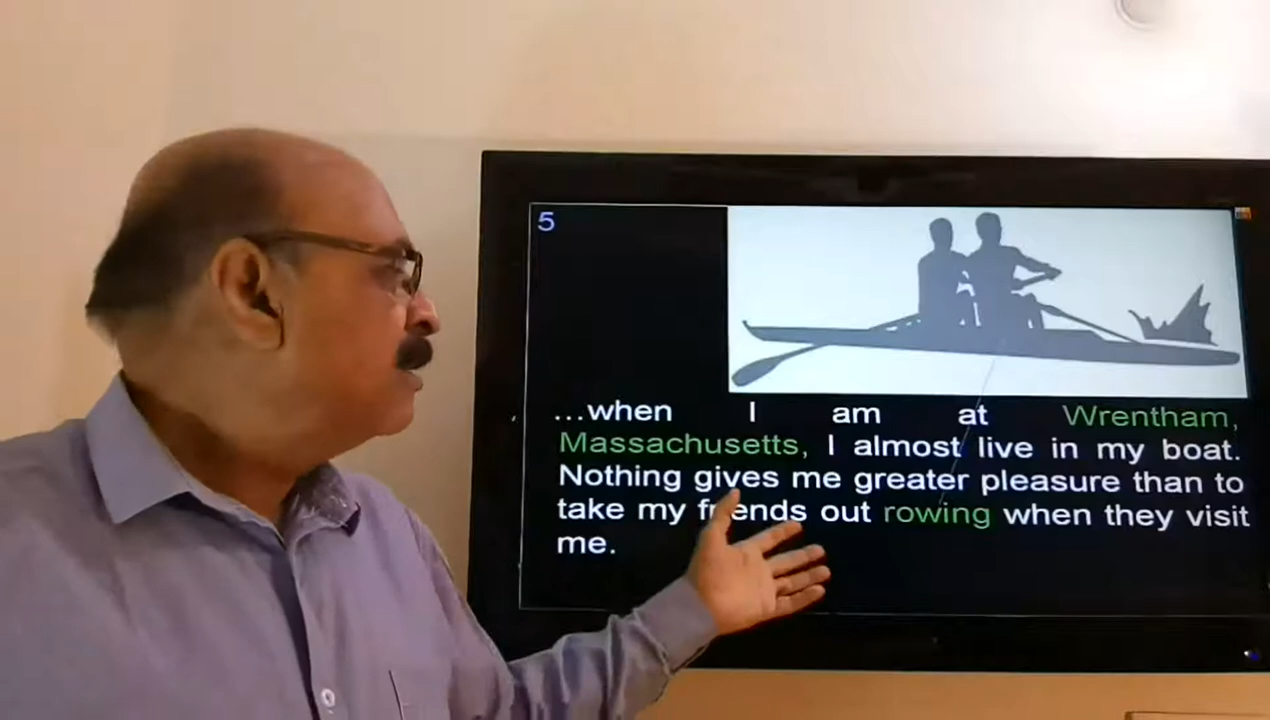 5
...when I am at Wrentham,
Massachusetts, I almost live in my boat.
Nothing gives me greater pleasure than to
take my friends out rowing when they visit
me.